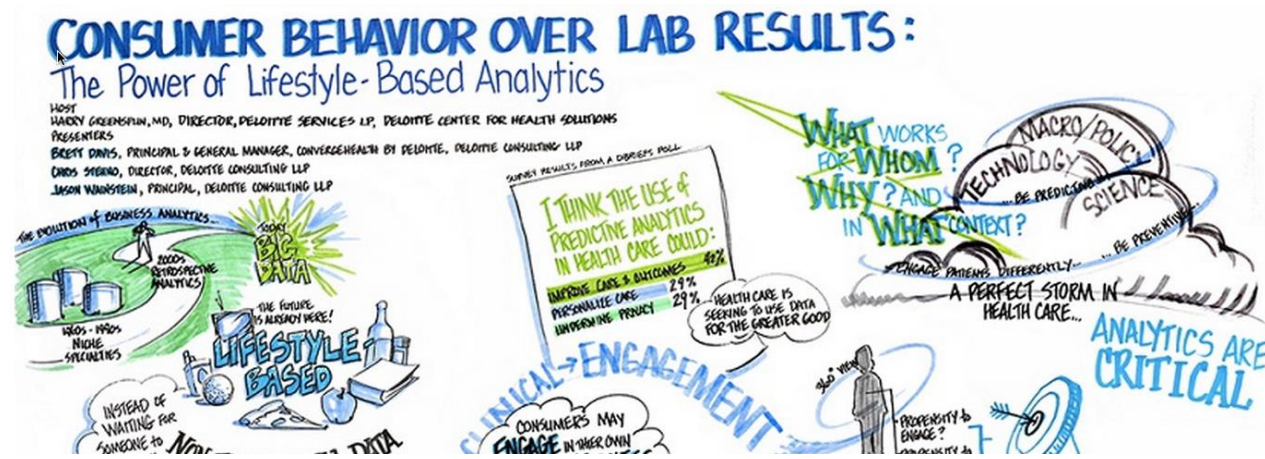 CONSUMER BEHAVIOR OVER LAB RESULTS:
The Power of Lifestyle-Based Analytics
HOST
HARRY GREENSPUN, MD, DIRECTOR, DELOITTE SERVICES LP, DELOITTE CENTER FOR HEALTH SOLUTIONS
PRESENTERS
BRETT DAVIS, PRINCIPAL & GENERAL MANAGER, CONVERGEHEALTH BY DELOITTE, DELOITTE CONSULTING LLP
CHRIS STERNO, DIRECTOR, DELOITTE CONSULTING LLP
JASON WAINSTEIN, PRINCIPAL, DELOITTE CONSULTING LLP
THE EVOLUTION of BUSINESS ANALYTICS...
TODAY
BIG
DATA
2000s
RETROSPECTIVE
ANALYTICS
1960s - 1990s
NICHE
SPECIALTIES
THE FUTURE
IS ALREADY HERE!
LIFESTYLE-
BASED
INSTEAD OF
WAITING FOR
SOMEONE to
DATA
SURVEY RESULTS FROM A DBRIEFS POLL
I THINK THE USE of
PREDICTIVE ANALYTICS
IN HEALTH CARE COULD:
IMPROVE CARE & OUTCOMES 42%
PERSONALIZE CARE 29%
UNDERMINE PRIVACY 29%
HEALTH CARE IS
SEEKING TO USE DATA
FOR THE GREATER GOOD
CLINICAL → ENGAGEMENT
CONSUMERS MAY
ENGAGE IN THEIR OWN
WHAT WORKS
FOR WHOM?
WHY? AND
IN WHAT CONTEXT?
MACRO/POLICY
TECHNOLOGY
SCIENCE
...BE PREDICTIVE
...BE PREVENTIVE...
ENGAGE PATIENTS DIFFERENTLY...
A PERFECT STORM IN
HEALTH CARE...
ANALYTICS ARE
CRITICAL
360° VIEW
PROPENSITY to
ENGAGE?
PROPENSITY to